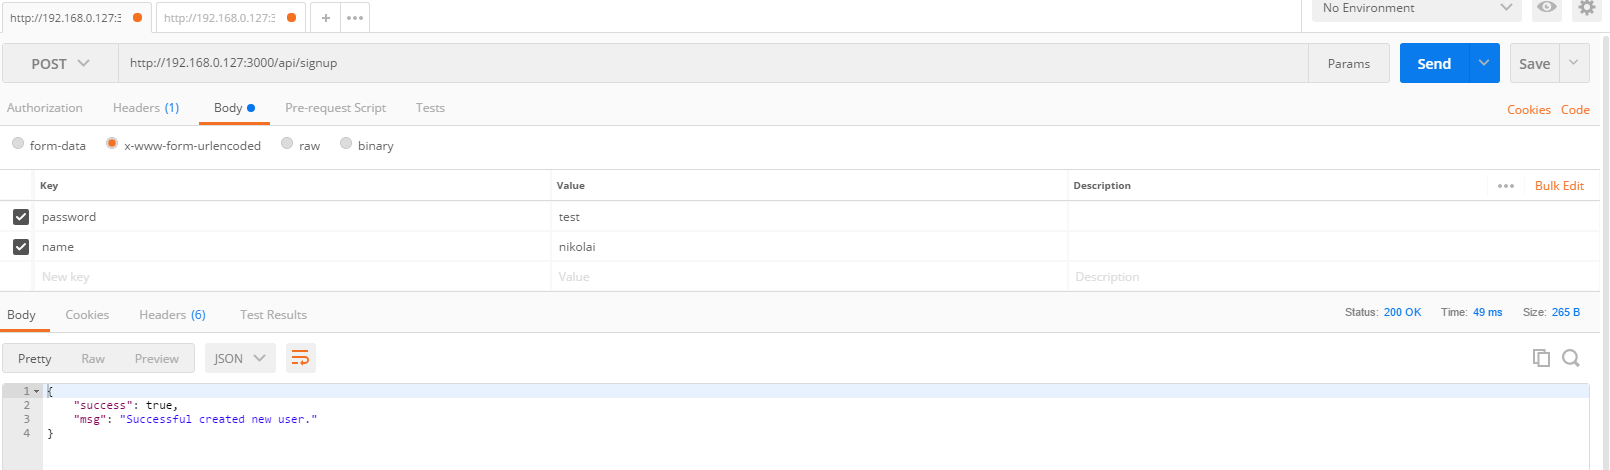 http://192.168.0.127:3 http://192.168.0.127:3 + ••• No Environment
POST http://192.168.0.127:3000/api/signup Params Send Save
Authorization Headers (1) Body Pre-request Script Tests Cookies Code
form-data x-www-form-urlencoded raw binary
Key Value Description ••• Bulk Edit
password test
name nikolai
New key Value Description
Body Cookies Headers (6) Test Results Status: 200 OK Time: 49 ms Size: 265 B
Pretty Raw Preview JSON
1 {
2 "success": true,
3 "msg": "Successful created new user."
4 }